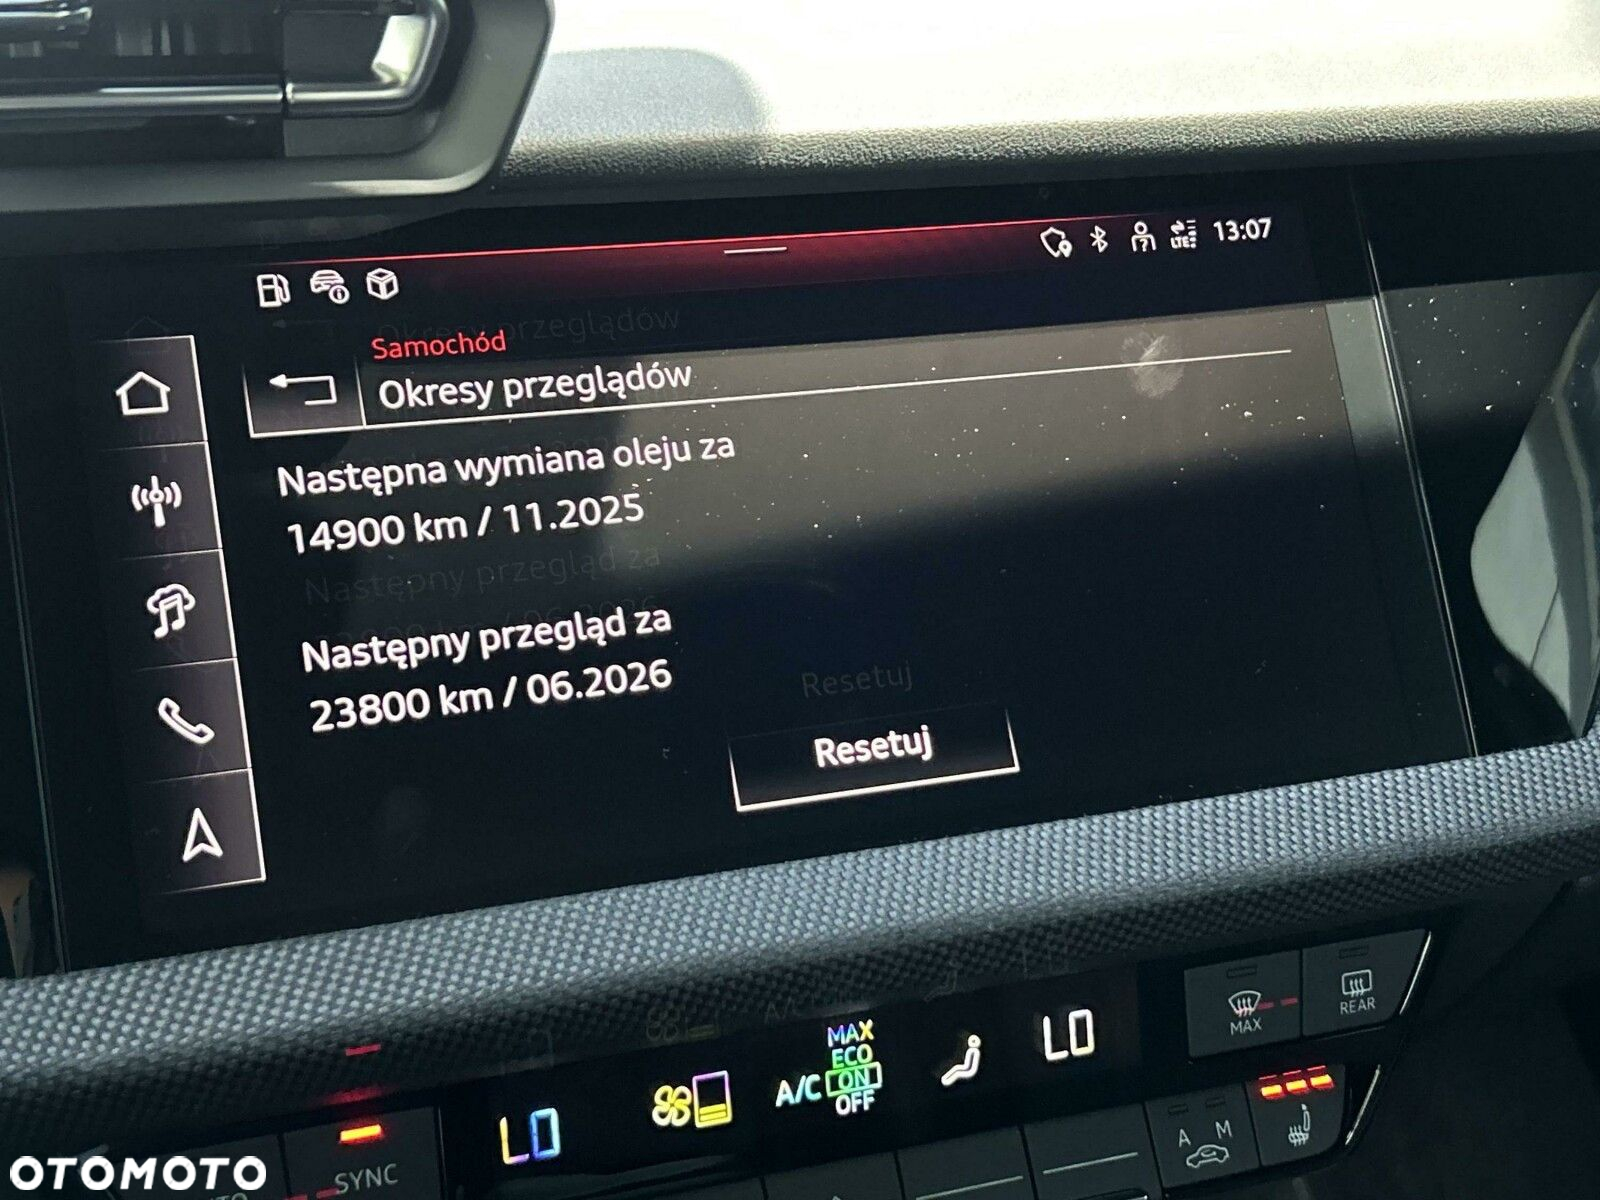 LTE
13:07
Samochód
Okresy przeglądów
Następna wymiana oleju za
14900 km / 11.2025
Następny przegląd za
23800 km / 06.2026
Resetuj
MAX
REAR
LO
A/C
MAX
ECO
ON
OFF
LO
SYNC
A M
OTOMOTO